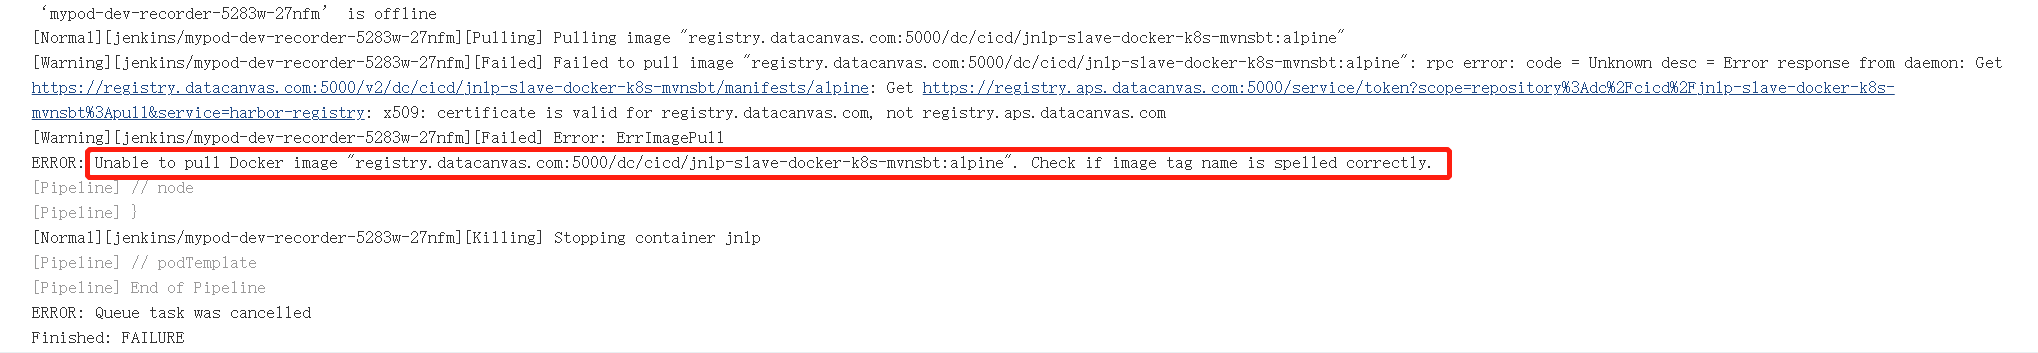 ‘mypod-dev-recorder-5283w-27nfm’ is offline
[Normal][jenkins/mypod-dev-recorder-5283w-27nfm][Pulling] Pulling image "registry.datacanvas.com:5000/dc/cicd/jnlp-slave-docker-k8s-mvnsbt:alpine"
[Warning][jenkins/mypod-dev-recorder-5283w-27nfm][Failed] Failed to pull image "registry.datacanvas.com:5000/dc/cicd/jnlp-slave-docker-k8s-mvnsbt:alpine": rpc error: code = Unknown desc = Error response from daemon: Get
https://registry.datacanvas.com:5000/v2/dc/cicd/jnlp-slave-docker-k8s-mvnsbt/manifests/alpine: Get https://registry.aps.datacanvas.com:5000/service/token?scope=repository%3Adc%2Fcicd%2Fjnlp-slave-docker-k8s-
mvnsbt%3Apull&service=harbor-registry: x509: certificate is valid for registry.datacanvas.com, not registry.aps.datacanvas.com
[Warning][jenkins/mypod-dev-recorder-5283w-27nfm][Failed] Error: ErrImagePull
ERROR: Unable to pull Docker image "registry.datacanvas.com:5000/dc/cicd/jnlp-slave-docker-k8s-mvnsbt:alpine". Check if image tag name is spelled correctly.
[Pipeline] // node
[Pipeline] }
[Normal][jenkins/mypod-dev-recorder-5283w-27nfm][Killing] Stopping container jnlp
[Pipeline] // podTemplate
[Pipeline] End of Pipeline
ERROR: Queue task was cancelled
Finished: FAILURE